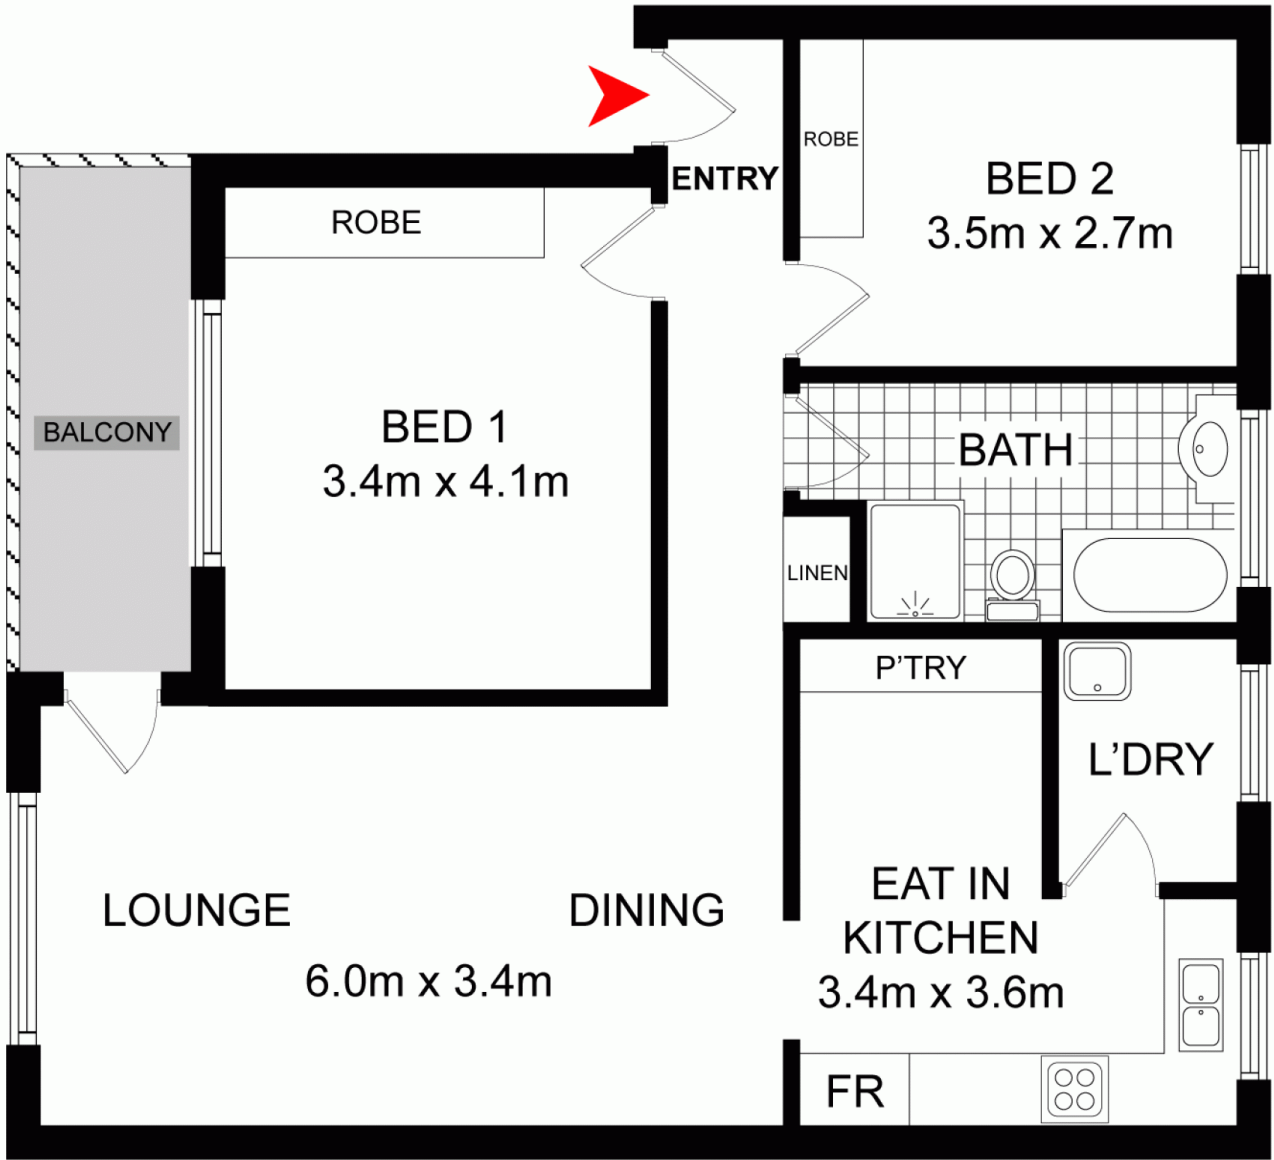 ENTRY
ROBE
BED 2
3.5m x 2.7m
ROBE
BALCONY
BED 1
3.4m x 4.1m
BATH
LINEN
P'TRY
L'DRY
LOUNGE
DINING
6.0m x 3.4m
EAT IN
KITCHEN
3.4m x 3.6m
FR